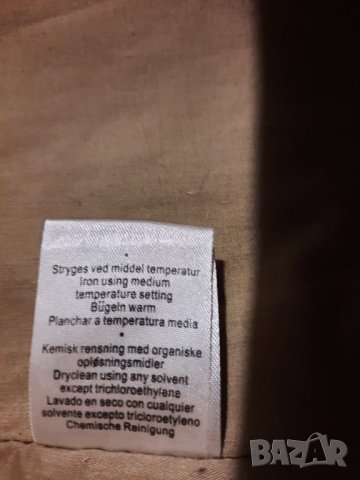 Stryges ved middel temperatur
Iron using medium
temperature setting
Bügeln warm
Planchar a temperatura media
Kemisk rensning med organiske
opløsningsmidler
Dryclean using any solvent
except trichloroethylene
Lavado en seco con cualquier
solvente excepto tricloroetyleno
Chemische Reinigung
BAZAR